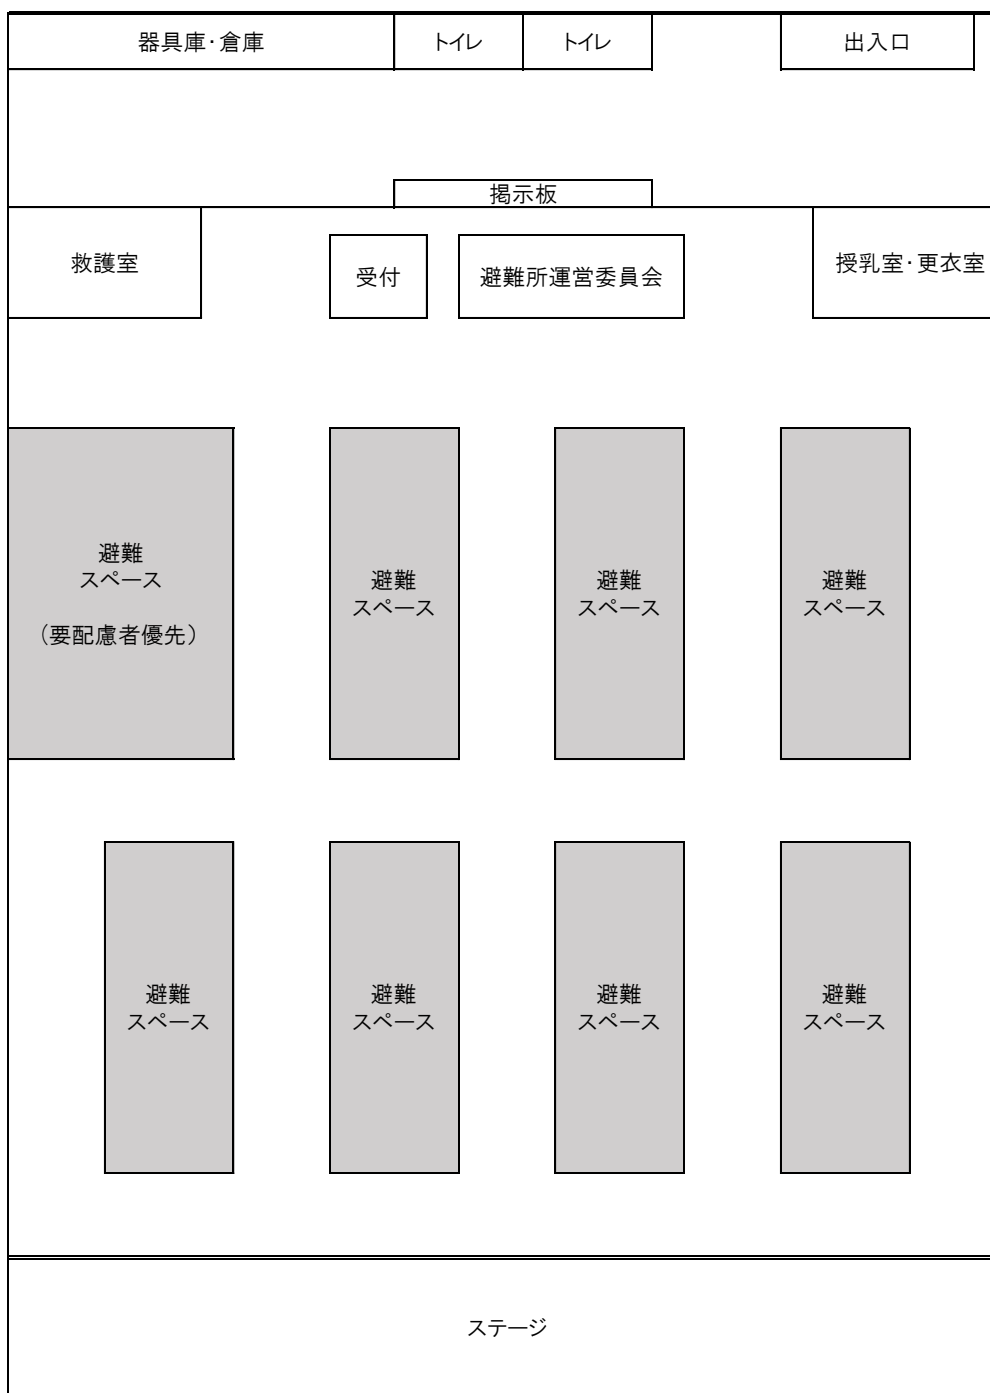 器具庫・倉庫
トイレ
トイレ
出入口
掲示板
救護室
受付
避難所運営委員会
授乳室・更衣室
避難
スペース
（要配慮者優先）
避難
スペース
避難
スペース
避難
スペース
避難
スペース
避難
スペース
避難
スペース
避難
スペース
ステージ